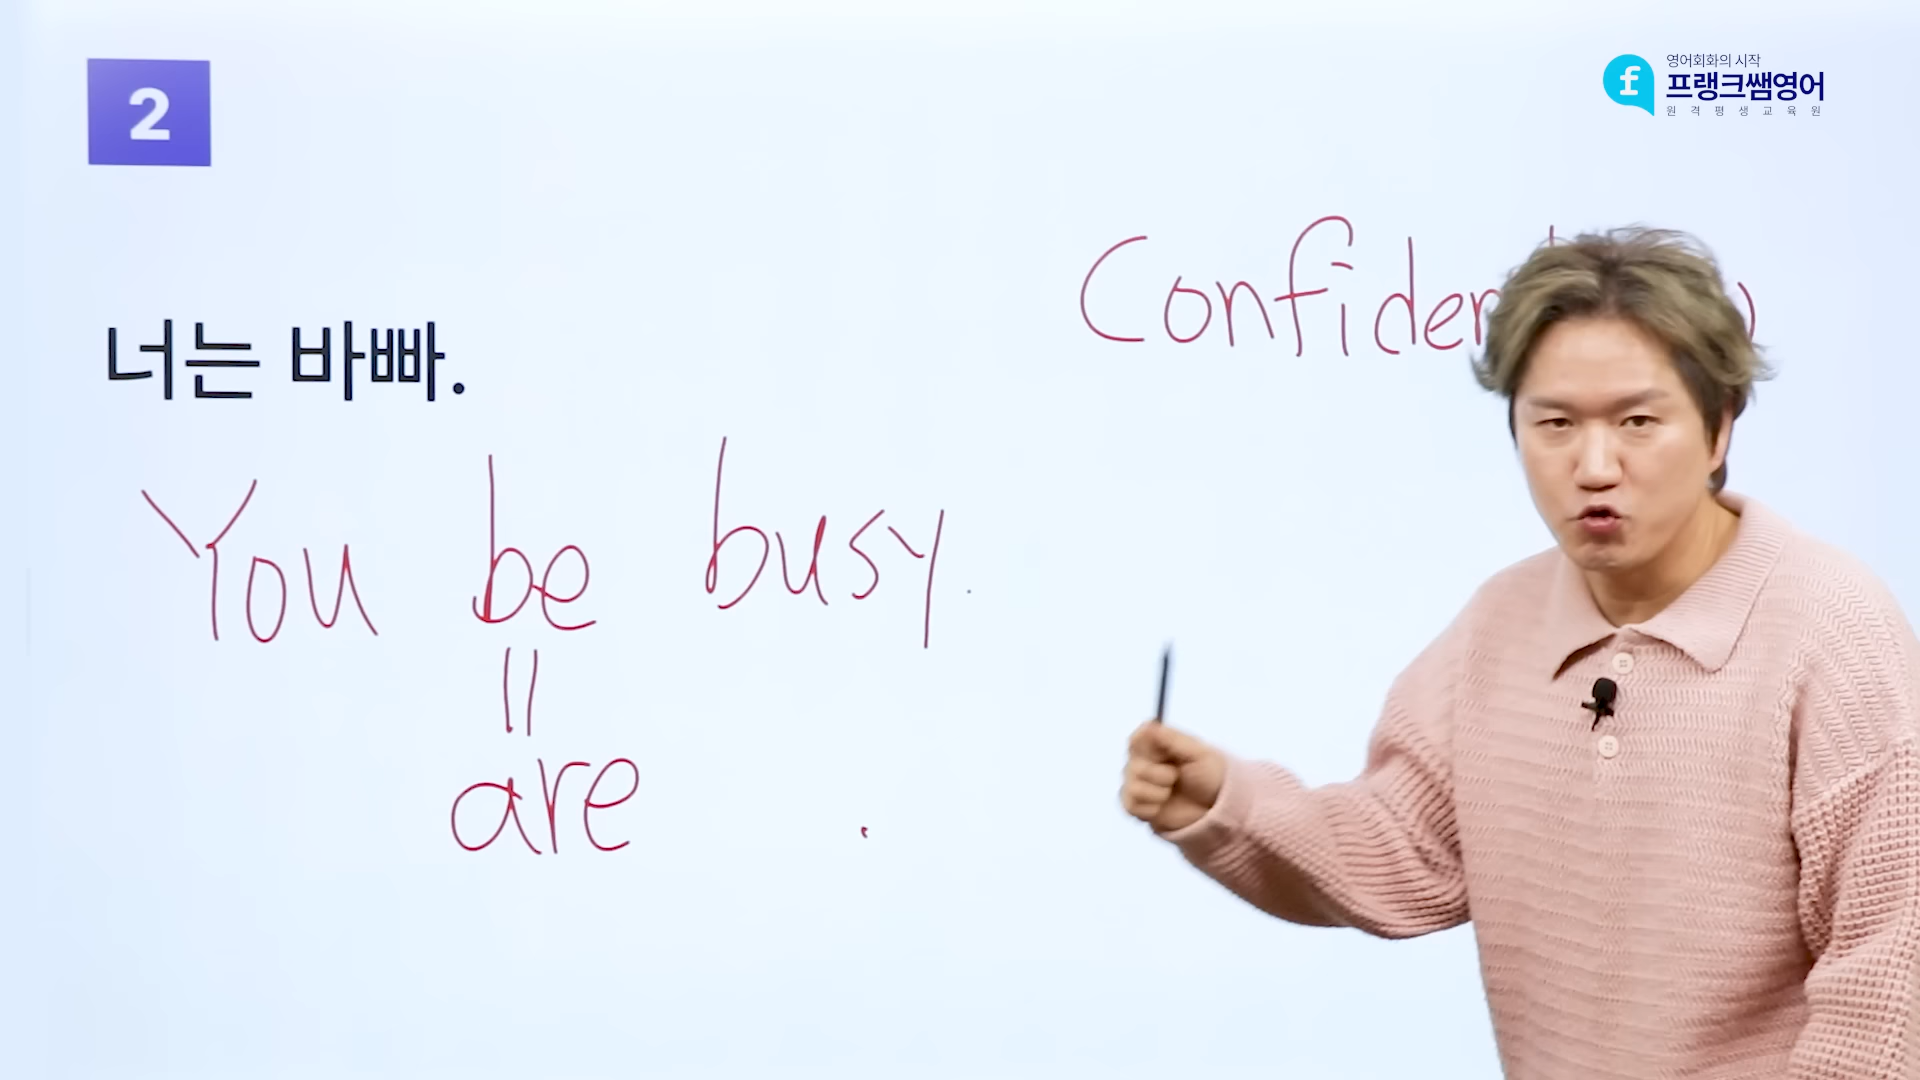 2
영어회화의 시작
프랭크쌤영어
원격평생교육원
너는 바빠.
You be busy.
||
are .